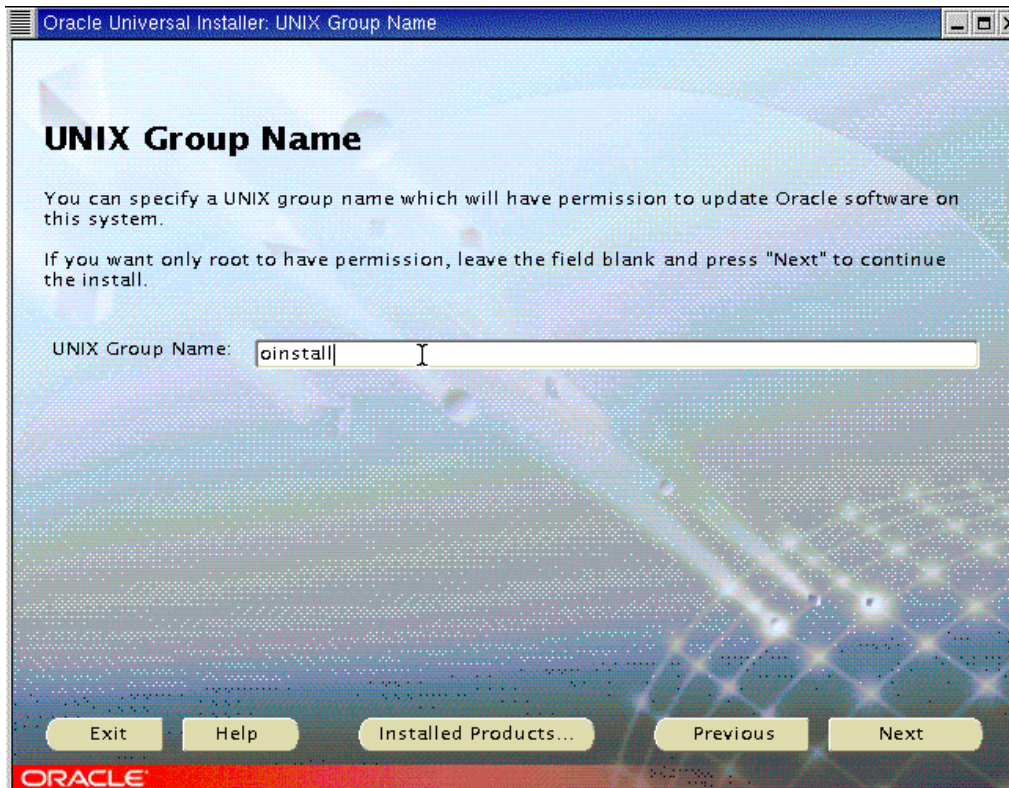 Oracle Universal Installer: UNIX Group Name
UNIX Group Name
You can specify a UNIX group name which will have permission to update Oracle software on
this system.
If you want only root to have permission, leave the field blank and press "Next" to continue
the install.
UNIX Group Name: oinstall
Exit Help Installed Products... Previous Next
ORACLE